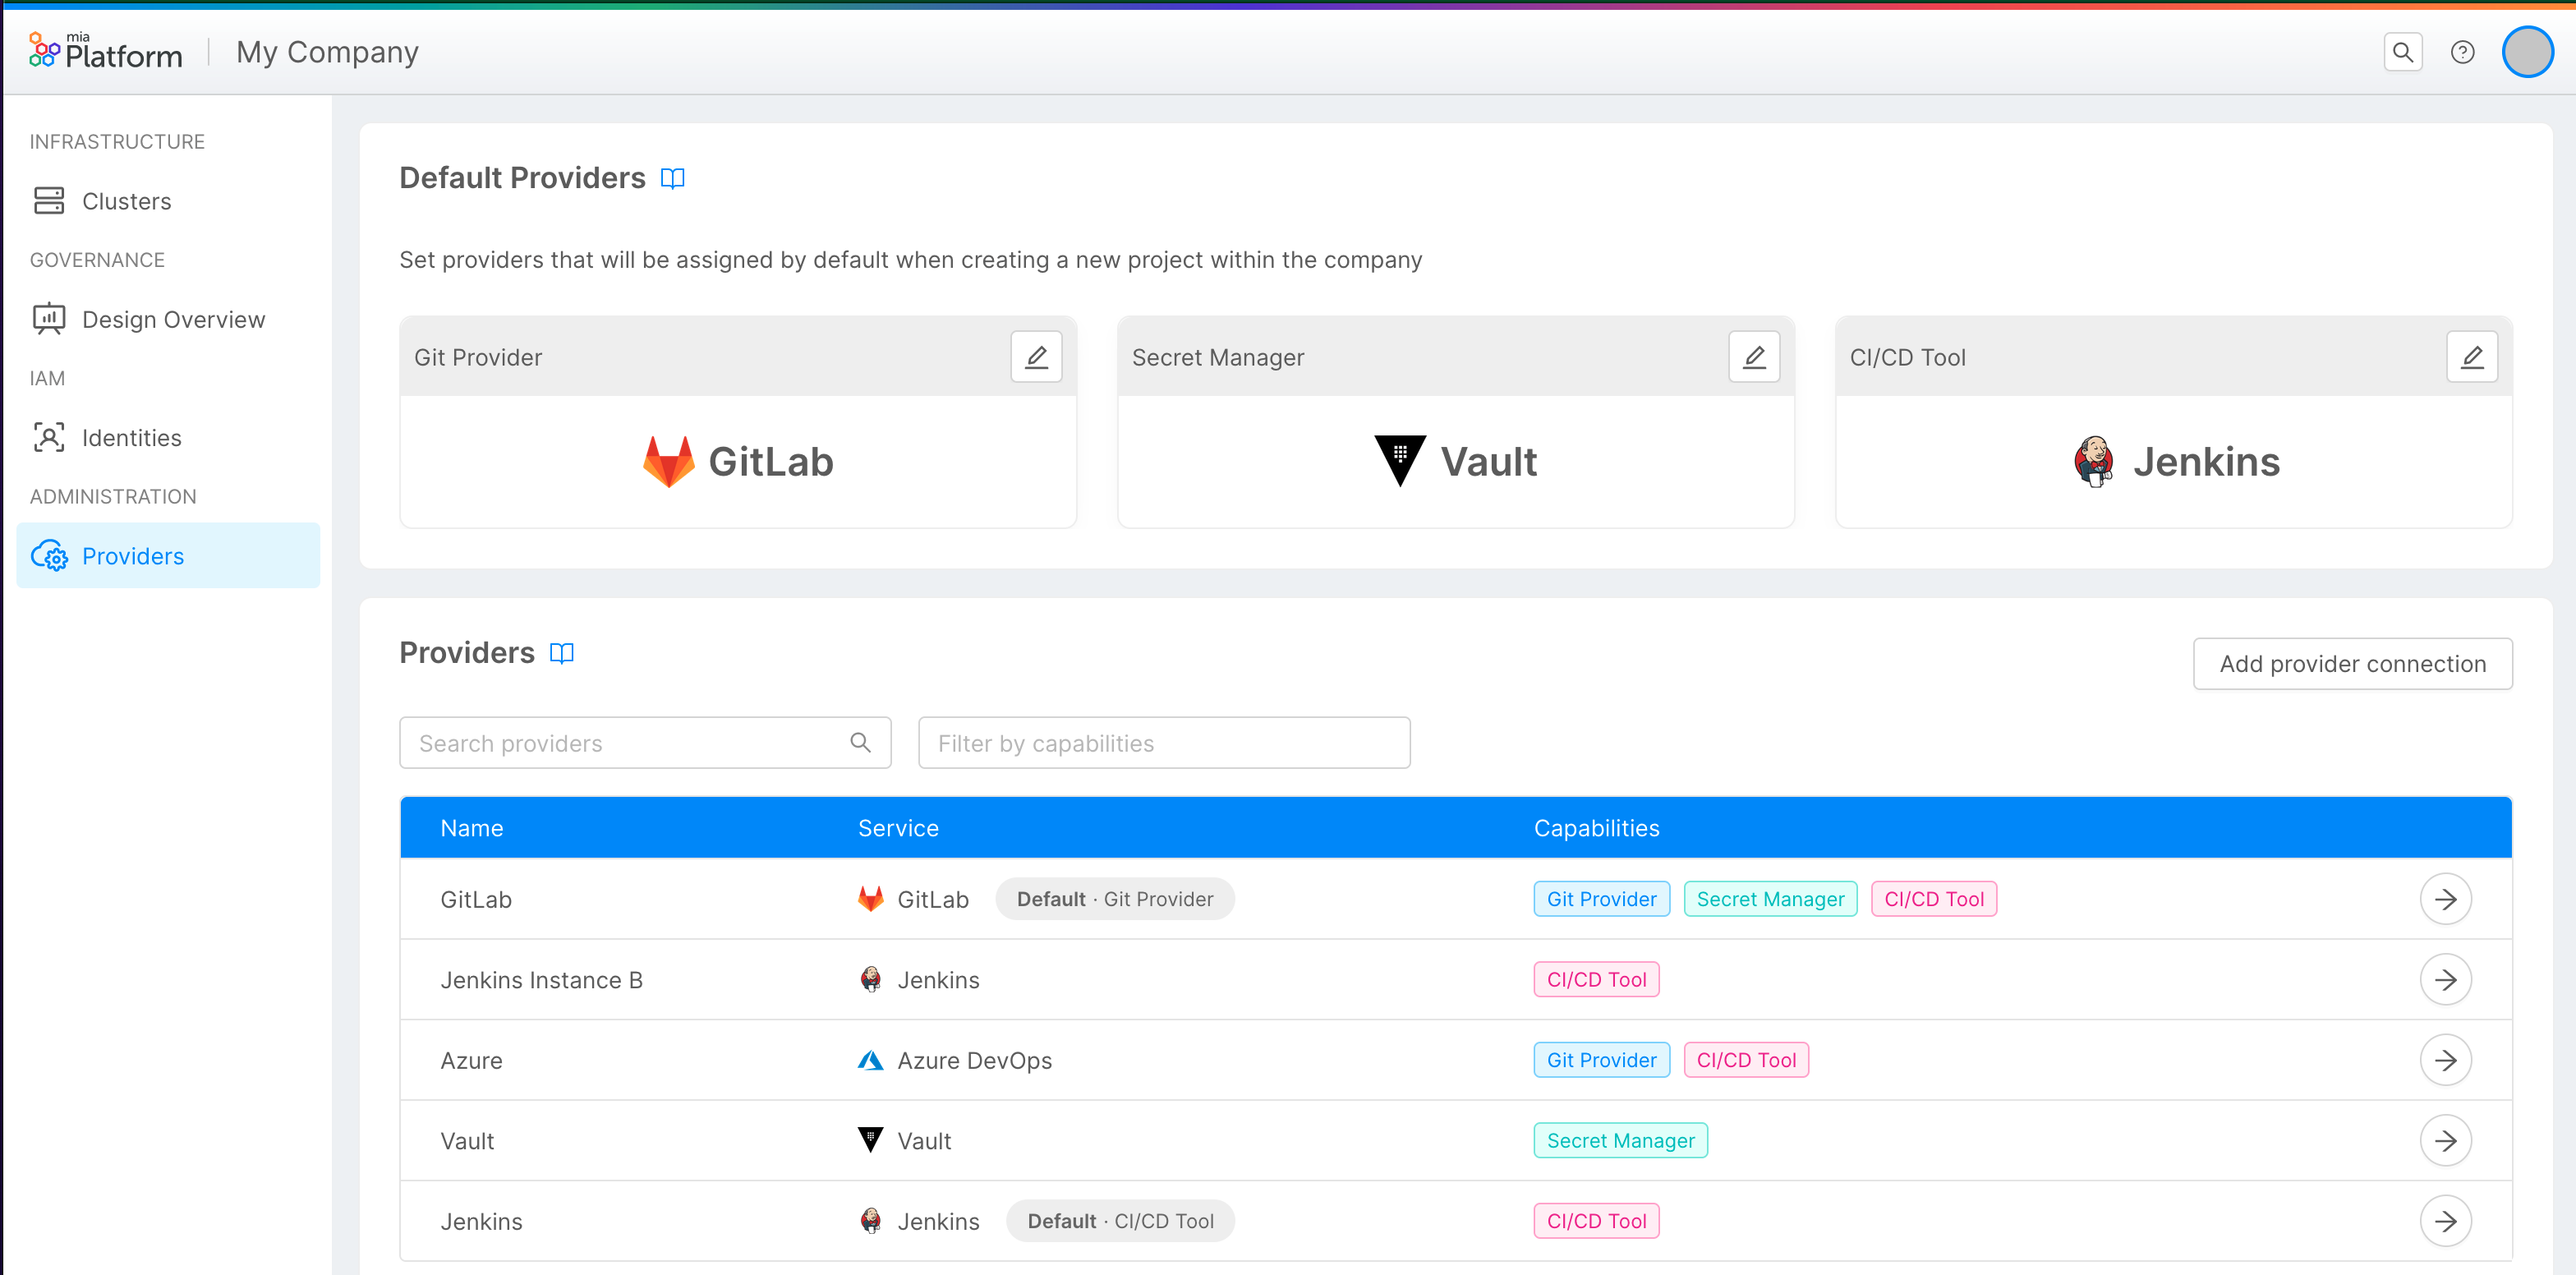 mia
Platform
My Company
INFRASTRUCTURE
Clusters
GOVERNANCE
Design Overview
IAM
Identities
ADMINISTRATION
Providers
Default Providers
Set providers that will be assigned by default when creating a new project within the company
Git Provider
GitLab
Secret Manager
Vault
CI/CD Tool
Jenkins
Providers
Add provider connection
Search providers
Filter by capabilities
Name Service Capabilities
GitLab GitLab Default · Git Provider Git Provider Secret Manager CI/CD Tool
Jenkins Instance B Jenkins CI/CD Tool
Azure Azure DevOps Git Provider CI/CD Tool
Vault Vault Secret Manager
Jenkins Jenkins Default · CI/CD Tool CI/CD Tool